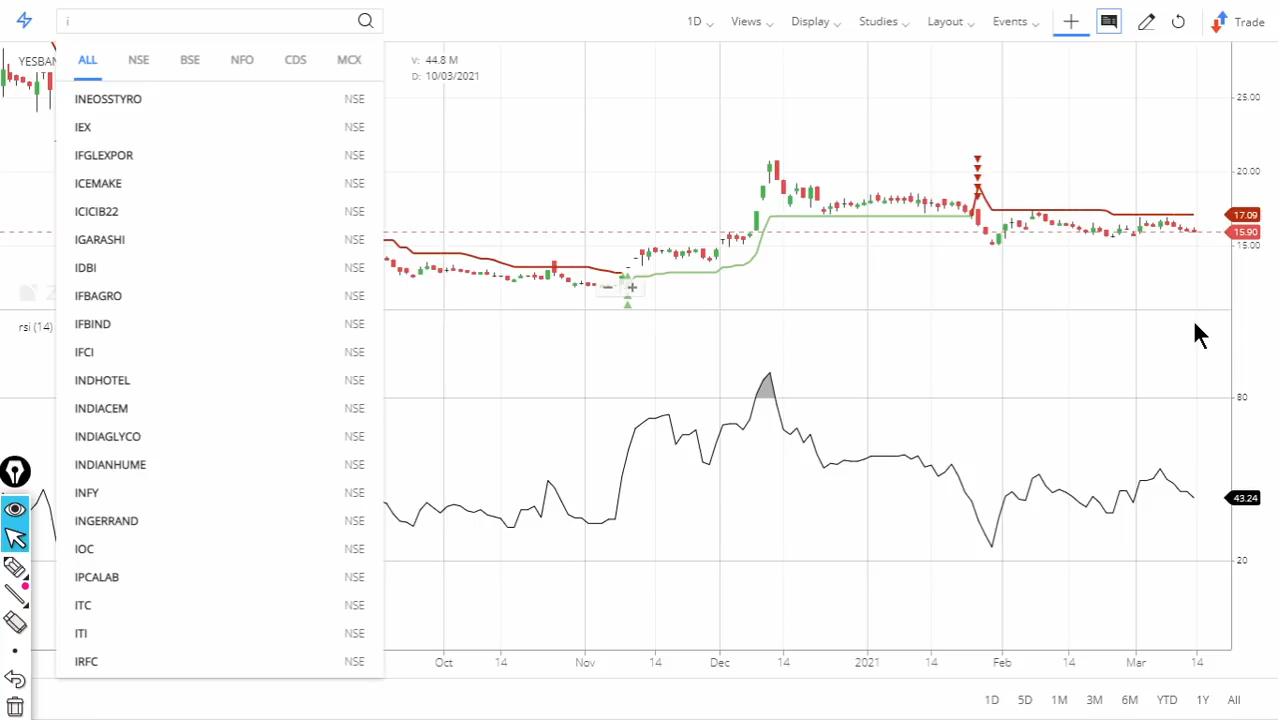 i
1D Views Display Studies Layout Events Trade
YESBAN
ALL NSE BSE NFO CDS MCX
V: 44.8 M
D: 10/03/2021
INEOSSTYRO NSE
IEX NSE
IFGLEXPOR NSE
ICEMAKE NSE
ICICIB22 NSE
IGARASHI NSE
IDBI NSE
IFBAGRO NSE
IFBIND NSE
IFCI NSE
INDHOTEL NSE
INDIACEM NSE
INDIAGLYCO NSE
INDIANHUME NSE
INFY NSE
INGERRAND NSE
IOC NSE
IPCALAB NSE
ITC NSE
ITI NSE
IRFC NSE
25.00
20.00
17.09
15.90
15.00
rsi (14)
80
43.24
20
Oct 14 Nov 14 Dec 14 2021 14 Feb 14 Mar 14
1D 5D 1M 3M 6M YTD 1Y All